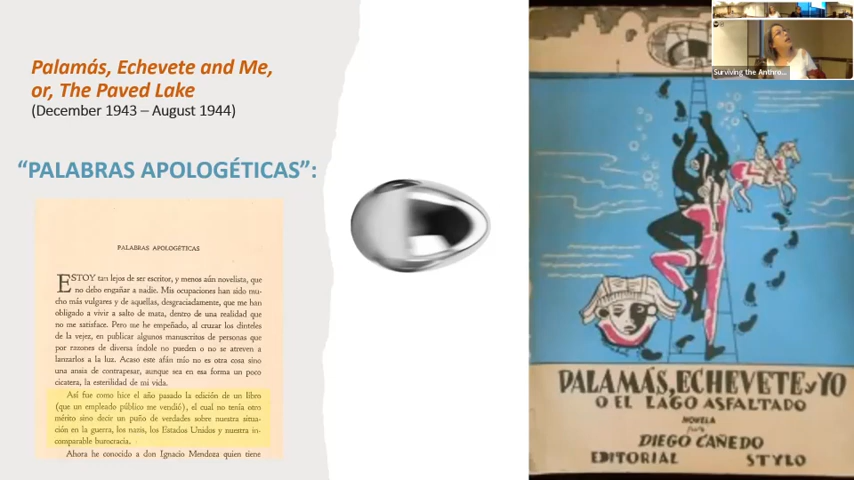 Palamás, Echevete and Me,
or, The Paved Lake
(December 1943 – August 1944)
“PALABRAS APOLOGÉTICAS”:
PALABRAS APOLOGÉTICAS
ESTOY tan lejos de ser escritor, y menos aún novelista, que
no debo engañar a nadie. Mis ocupaciones han sido mu-
cho más vulgares y de aquellas, desgraciadamente, que me han
obligado a vivir a salto de mata, dentro de una realidad que
no me satisface. Pero me he empeñado, al cruzar los dinteles
de la vejez, en publicar algunos manuscritos de personas que
por razones de diversa índole no pueden o no se atreven a
lanzarlos a la luz. Acaso este afán mío no es otra cosa sino
una ansia de contrapesar, aunque sea en esa forma un poco
cicatera, la esterilidad de mi vida.
Así fue como hice el año pasado la edición de un libro
(que un empleado público me vendió), el cual no tenía otro
mérito sino decir un puño de verdades sobre nuestra situa-
ción en la guerra, los nazis, los Estados Unidos y nuestra in-
comparable burocracia.
Ahora he conocido a don Ignacio Mendoza quien tiene
PALAMÁS, ECHEVETE Y YO
O EL LAGO ASFALTADO
NOVELA
por
DIEGO CAÑEDO
EDITORIAL STYLO
Surviving the Anthro...